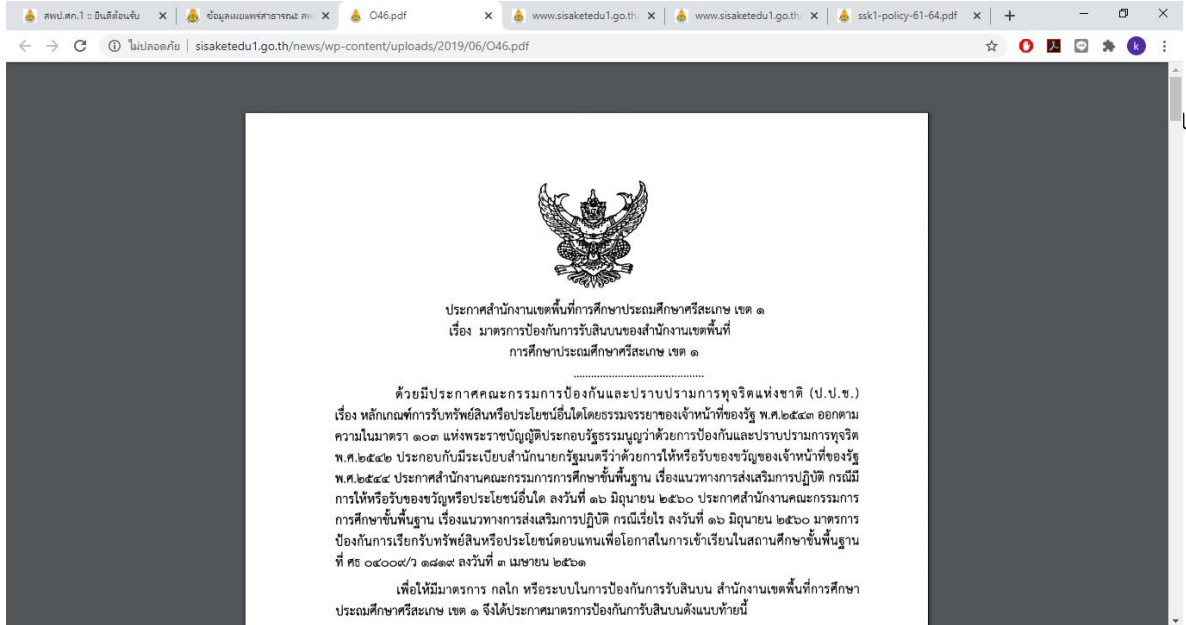 สพป.ศก.1 :: ยินดีต้อนรับ
ข้อมูลเผยแพร่สาธารณะ สพ
O46.pdf
www.sisaketedu1.go.th/
www.sisaketedu1.go.th/
ssk1-policy-61-64.pdf
ไม่ปลอดภัย | sisaketedu1.go.th/news/wp-content/uploads/2019/06/O46.pdf
k
ประกาศสำนักงานเขตพื้นที่การศึกษาประถมศึกษาศรีสะเกษ เขต ๑
เรื่อง มาตรการป้องกันการรับสินบนของสำนักงานเขตพื้นที่
การศึกษาประถมศึกษาศรีสะเกษ เขต ๑
ด้วยมีประกาศคณะกรรมการป้องกันและปราบปรามการทุจริตแห่งชาติ (ป.ป.ช.)
เรื่อง หลักเกณฑ์การรับทรัพย์สินหรือประโยชน์อื่นใดโดยธรรมจรรยาของเจ้าหน้าที่ของรัฐ พ.ศ.๒๕๔๓ ออกตาม
ความในมาตรา ๑๐๓ แห่งพระราชบัญญัติประกอบรัฐธรรมนูญว่าด้วยการป้องกันและปราบปรามการทุจริต
พ.ศ.๒๕๔๒ ประกอบกับมีระเบียบสำนักนายกรัฐมนตรีว่าด้วยการให้หรือรับของขวัญของเจ้าหน้าที่ของรัฐ
พ.ศ.๒๕๔๔ ประกาศสำนักงานคณะกรรมการการศึกษาขั้นพื้นฐาน เรื่องแนวทางการส่งเสริมการปฏิบัติ กรณีมี
การให้หรือรับของขวัญหรือประโยชน์อื่นใด ลงวันที่ ๑๖ มิถุนายน ๒๕๖๐ ประกาศสำนักงานคณะกรรมการ
การศึกษาขั้นพื้นฐาน เรื่องแนวทางการส่งเสริมการปฏิบัติ กรณีเรี่ยไร ลงวันที่ ๑๖ มิถุนายน ๒๕๖๐ มาตรการ
ป้องกันการเรียกรับทรัพย์สินหรือประโยชน์ตอบแทนเพื่อโอกาสในการเข้าเรียนในสถานศึกษาขั้นพื้นฐาน
ที่ ศธ ๐๔๐๐๙/ว ๑๘๑๙ ลงวันที่ ๓ เมษายน ๒๕๖๑
เพื่อให้มีมาตรการ กลไก หรือระบบในการป้องกันการรับสินบน สำนักงานเขตพื้นที่การศึกษา
ประถมศึกษาศรีสะเกษ เขต ๑ จึงได้ประกาศมาตรการป้องกันการับสินบนดังแนบท้ายนี้